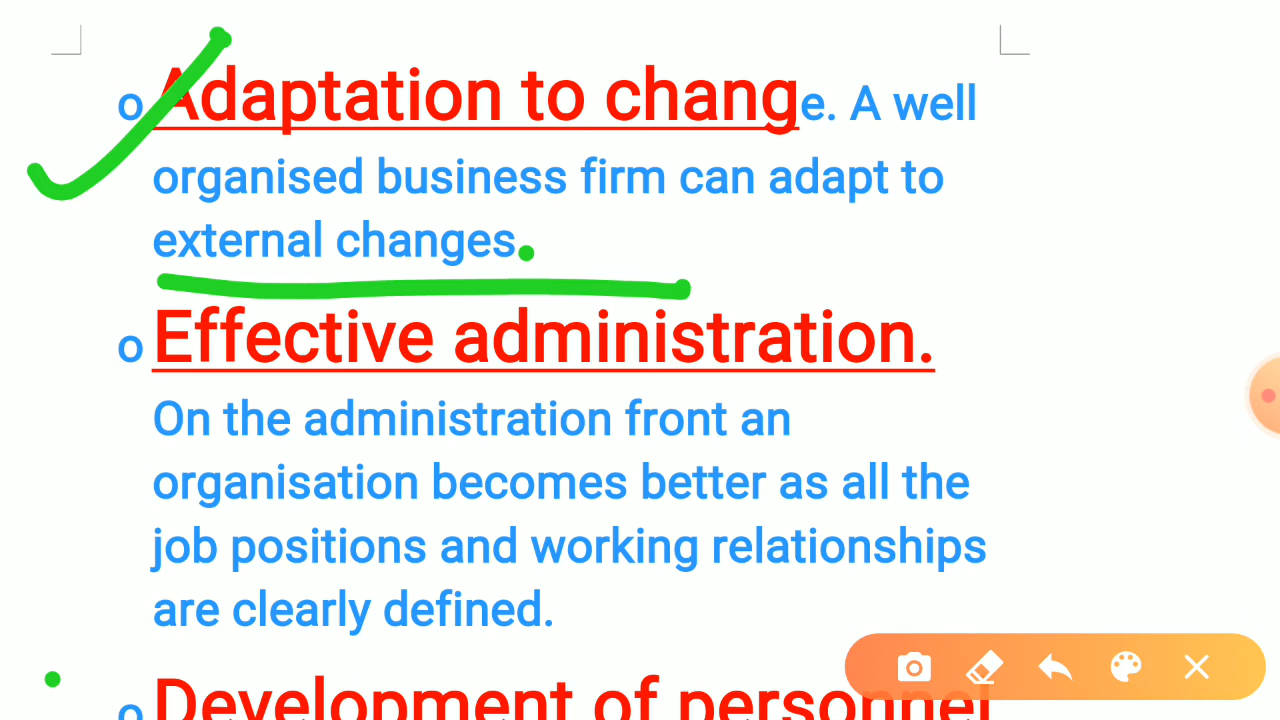 o Adaptation to change. A well
organised business firm can adapt to
external changes.
o Effective administration.
On the administration front an
organisation becomes better as all the
job positions and working relationships
are clearly defined.
o Development of personnel